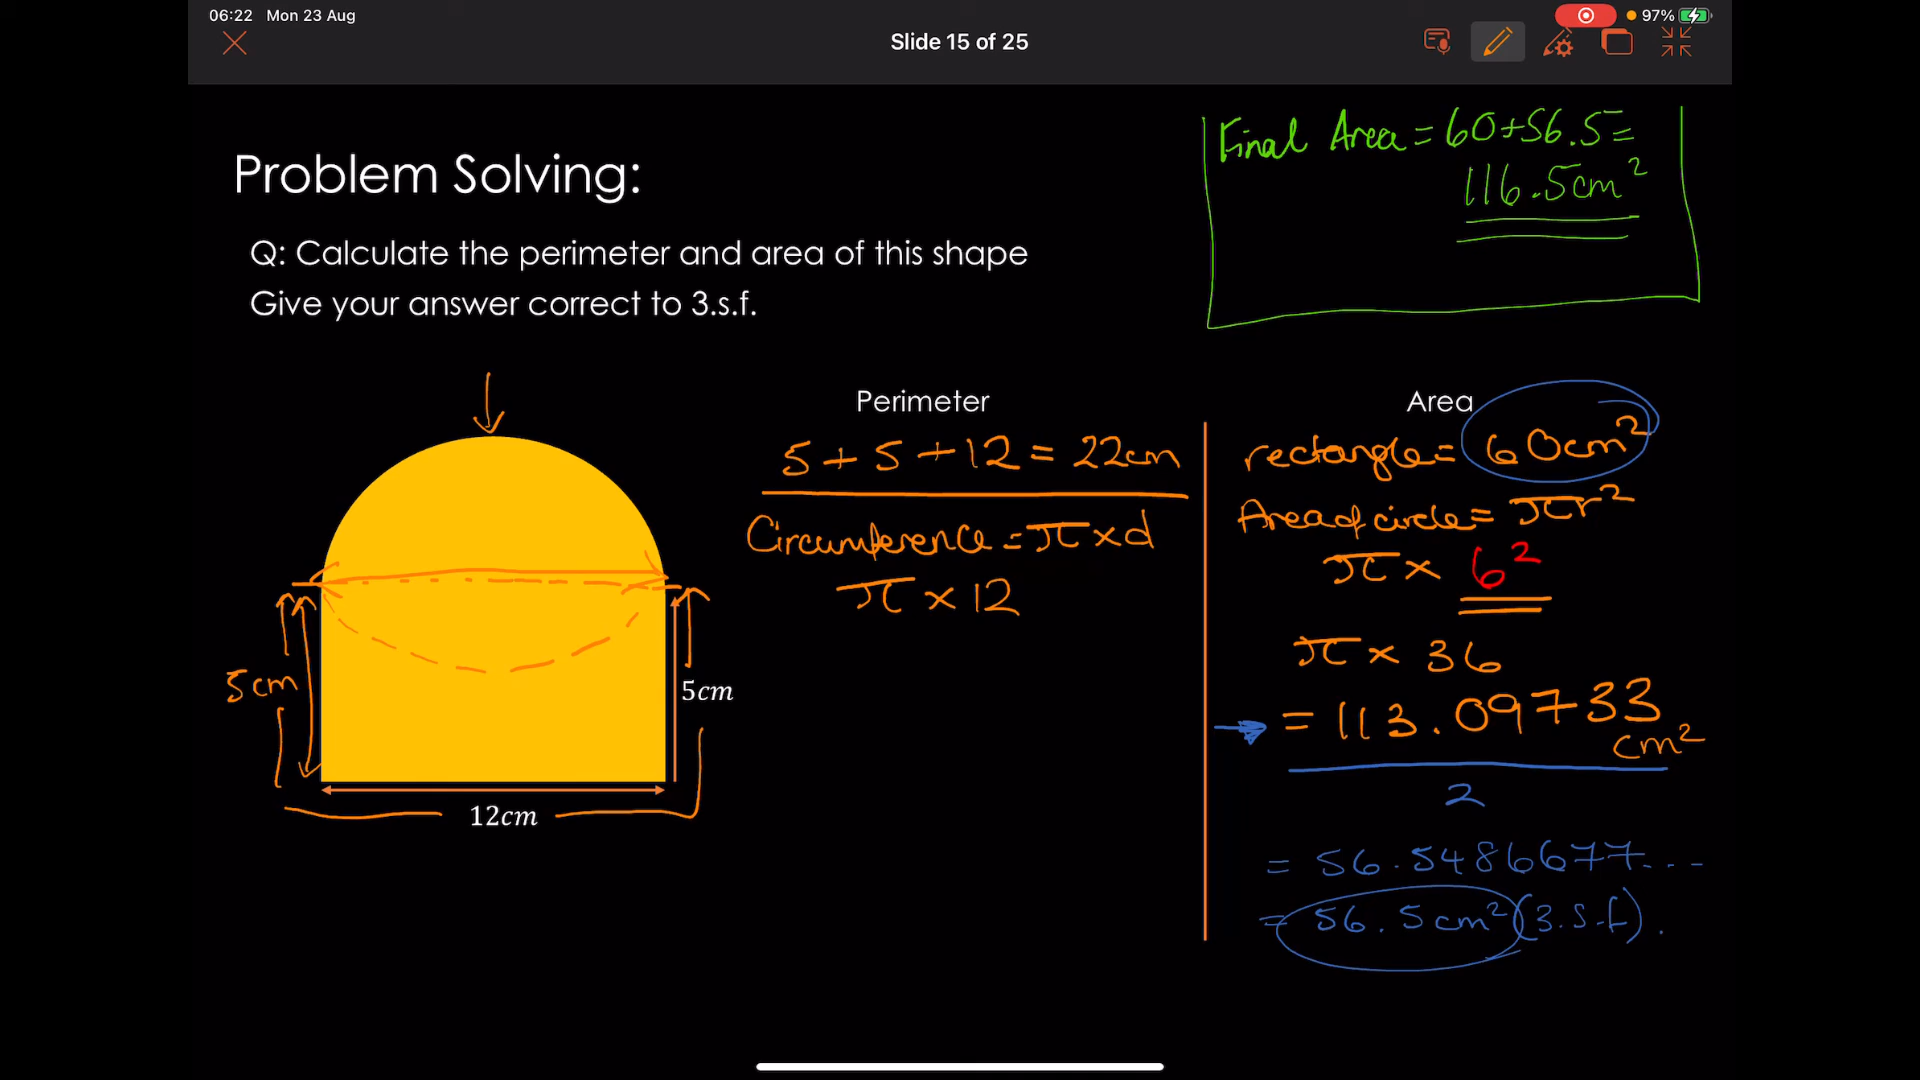 06:22 Mon 23 Aug
97%
Slide 15 of 25
Final Area = 60+56.5 =
116.5cm²
Problem Solving:
Q: Calculate the perimeter and area of this shape
Give your answer correct to 3.s.f.
5cm
5cm
12cm
Perimeter
5 + 5 + 12 = 22cm
Circumference = π × d
π × 12
Area
rectangle = 60cm²
Area of circle = πr²
π × 6²
π × 36
= 113.09733
cm²
2
= 56.5486677...
= 56.5cm² (3.s.f).